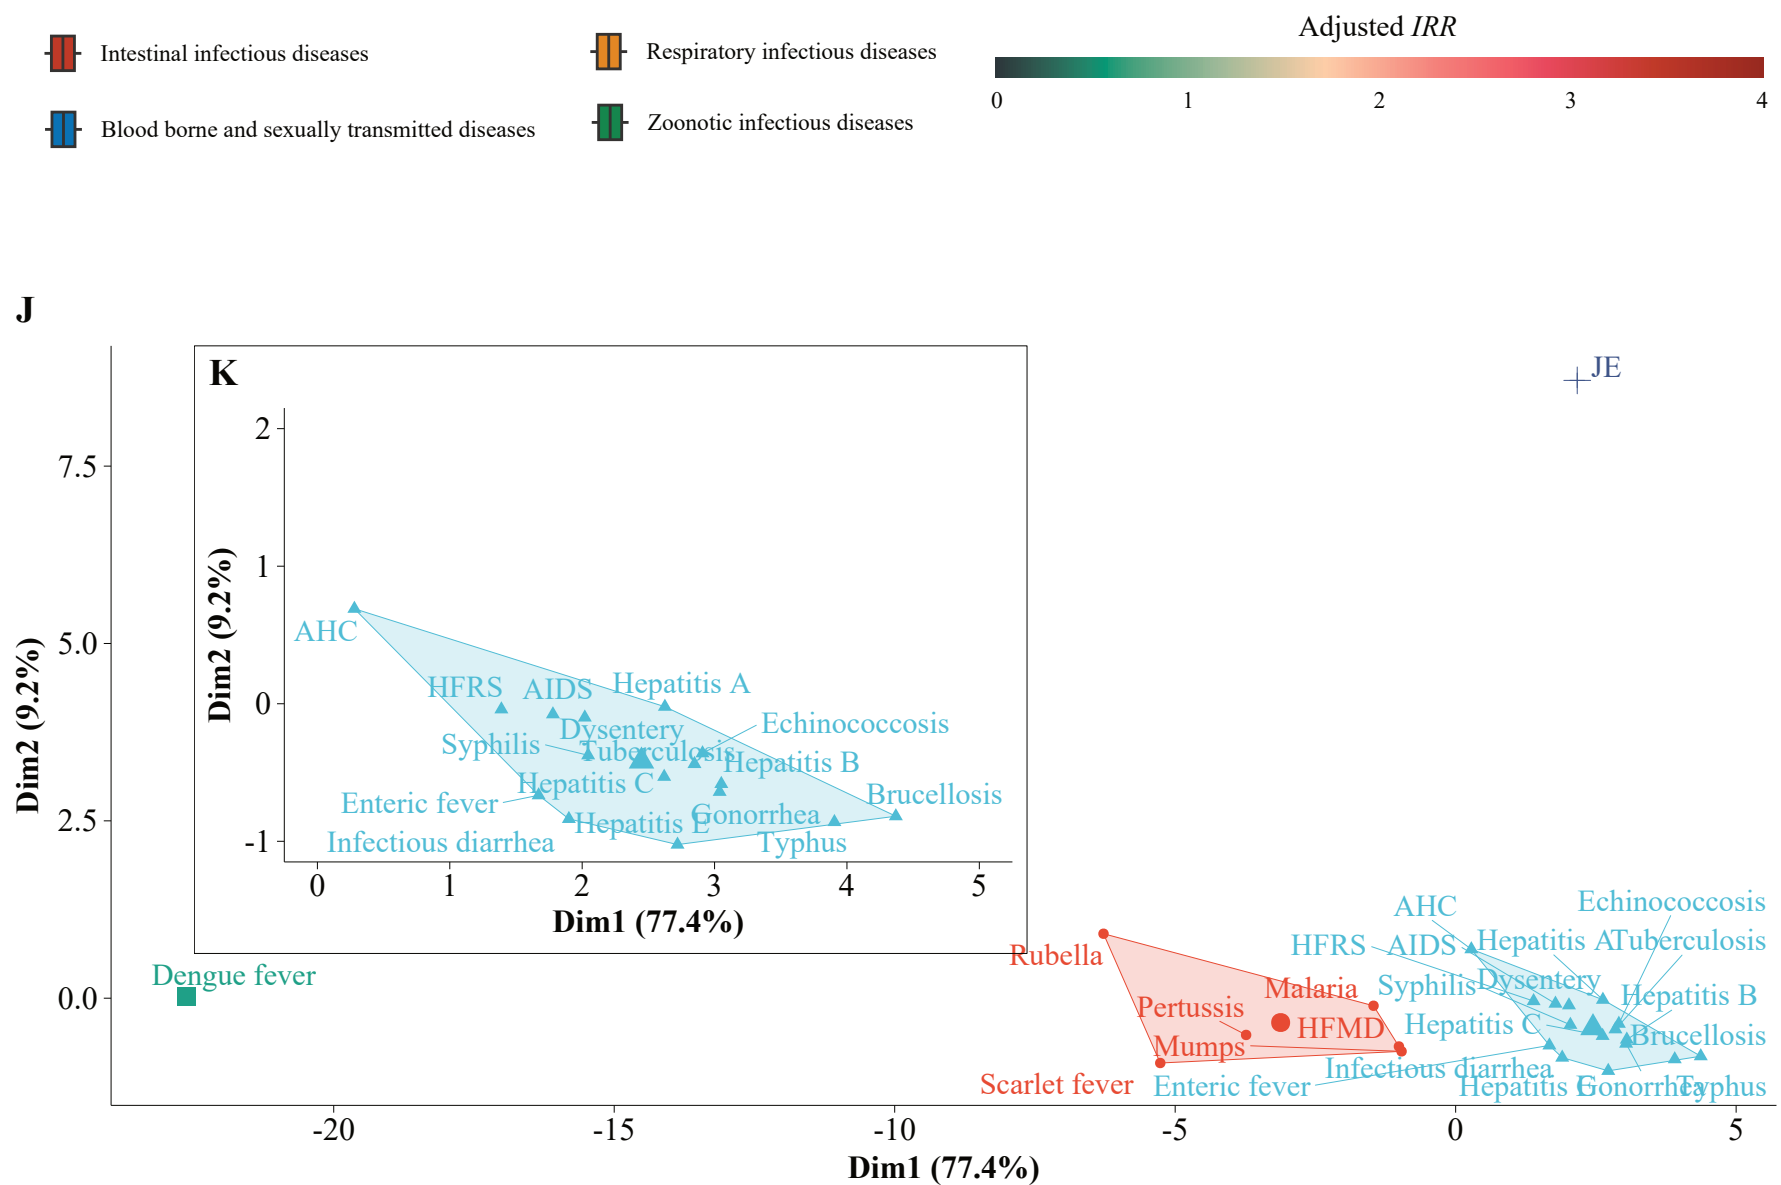 Adjusted IRR
Intestinal infectious diseases
Respiratory infectious diseases
0 1 2 3 4
Blood borne and sexually transmitted diseases
Zoonotic infectious diseases
J
K
Dim2 (9.2%)
7.5
5.0
2.5
0.0
Dim2 (9.2%)
2
1
0
-1
AHC
HFRS
AIDS
Hepatitis A
Dysentery
Echinococcosis
Syphilis
Tuberculosis
Hepatitis B
Hepatitis C
Enteric fever
Brucellosis
Gonorrhea
Hepatitis E
Infectious diarrhea
Typhus
0 1 2 3 4 5
Dim1 (77.4%)
JE
Dengue fever
Rubella
Malaria
Pertussis
HFMD
Mumps
Scarlet fever
AHC
Echinococcosis
HFRS
AIDS
Hepatitis A
Tuberculosis
Syphilis
Dysentery
Hepatitis B
Hepatitis C
Brucellosis
Infectious diarrhea
Enteric fever
Hepatitis E
Gonorrhea
Typhus
-20 -15 -10 -5 0 5
Dim1 (77.4%)